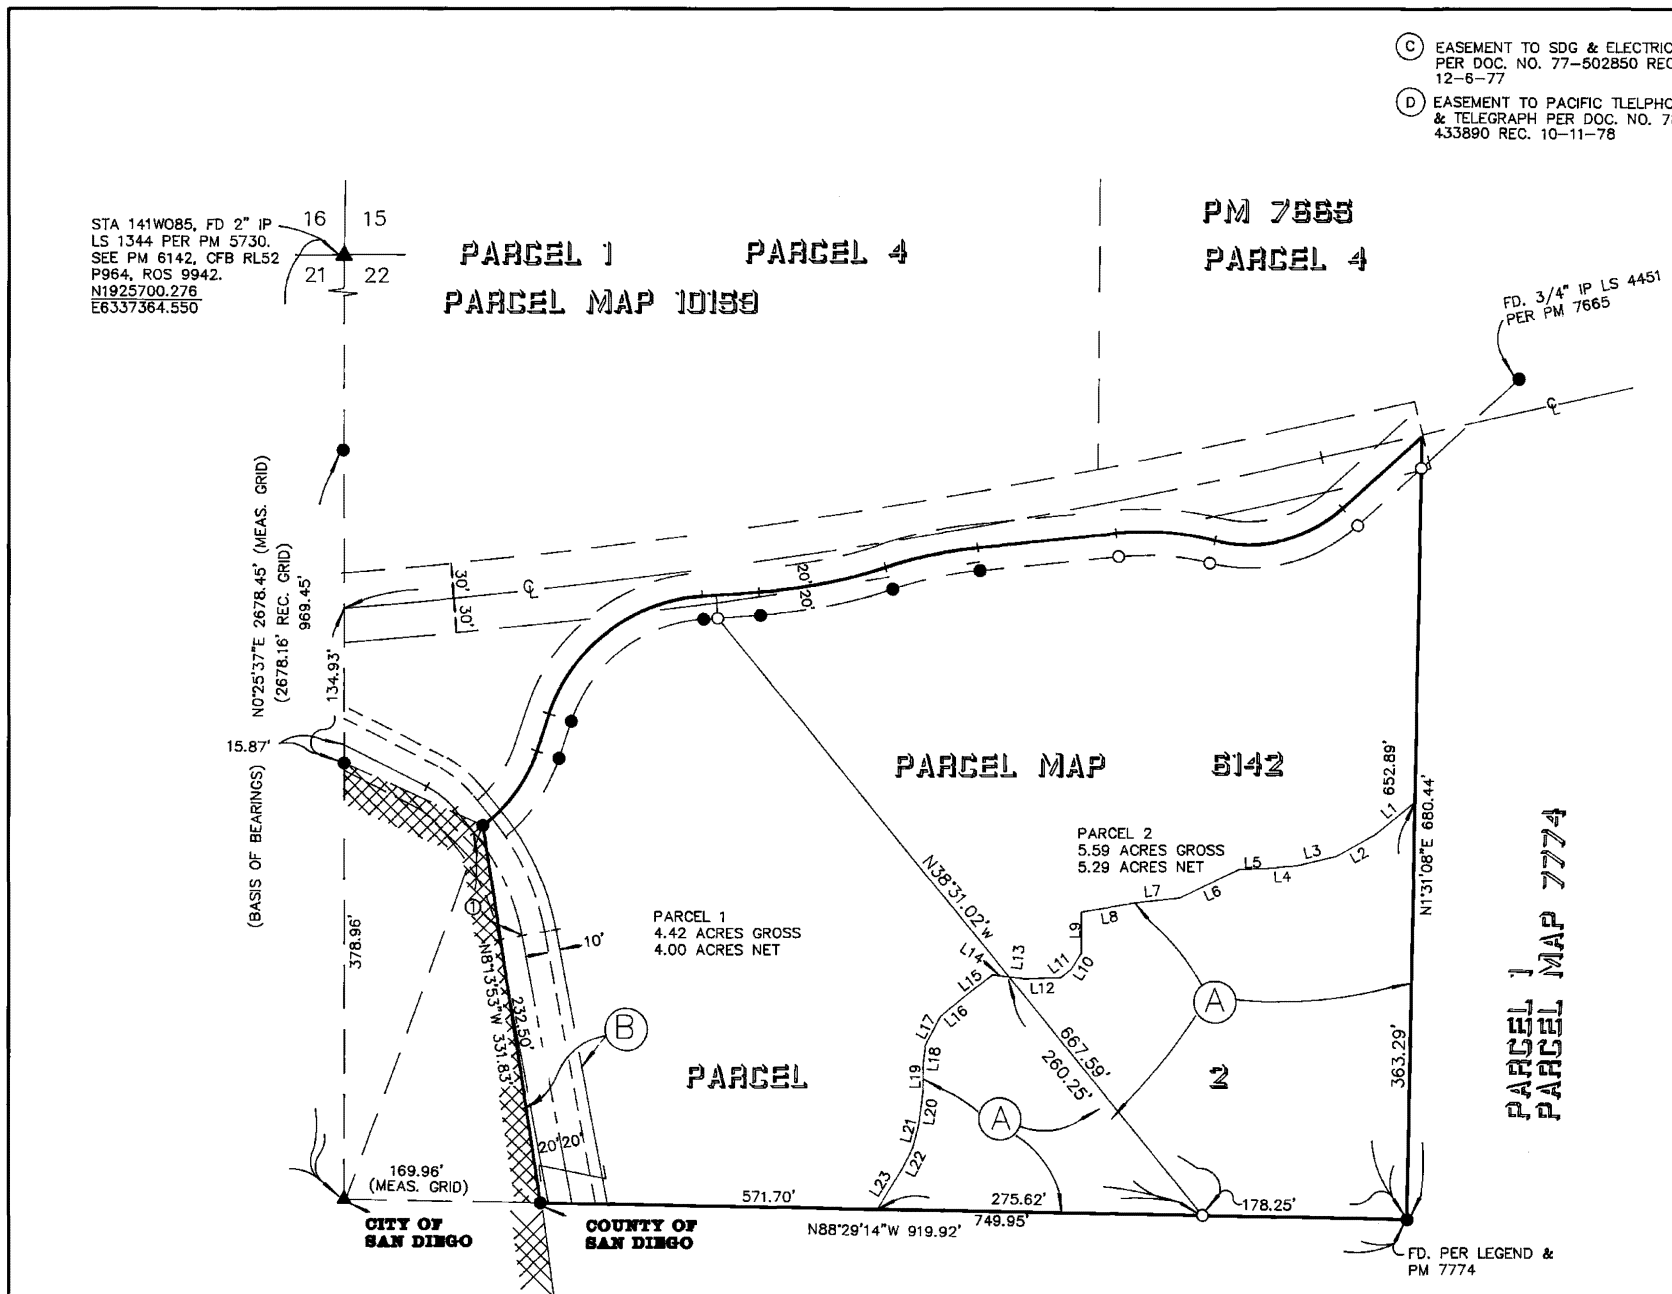 C EASEMENT TO SDG & ELECTRIC
PER DOC. NO. 77-502850 REC
12-6-77
D EASEMENT TO PACIFIC TLELPHO
& TELEGRAPH PER DOC. NO.
433890 REC. 10-11-78
STA 141W085, FD 2" IP
LS 1344 PER PM 5730.
SEE PM 6142, CFB RL52
P964, ROS 9942.
N1925700.276
E6337364.550
16 15
21 22
PARCEL 1
PARCEL 4
PARCEL MAP 10159
PM 7665
PARCEL 4
FD. 3/4" IP LS 4451
PER PM 7665
(BASIS OF BEARINGS) N0°25'37"E 2678.45' (MEAS. GRID)
(2678.16' REC. GRID)
969.45'
134.93'
15.87'
378.96'
30'
30'
℄
℄
20'
20'
PARCEL MAP 6142
PARCEL 2
5.59 ACRES GROSS
5.29 ACRES NET
PARCEL 1
4.42 ACRES GROSS
4.00 ACRES NET
N38°31.02'W
667.59'
260.25'
L1
L2
L3
L4
L5
L6
L7
L8
L9
L10
L11
L12
L13
L14
L15
L16
L17
L18
L19
L20
L21
L22
L23
652.89'
N1°31'08"E 680.44'
363.29'
PARCEL 1
PARCEL MAP 7774
1
10'
N8°13'53"W 331.83'
232.50'
B
A
A
PARCEL 2
20' 20'
169.96'
(MEAS. GRID)
571.70'
275.62'
178.25'
N88°29'14"W 919.92'
749.95'
CITY OF
SAN DIEGO
COUNTY OF
SAN DIEGO
FD. PER LEGEND &
PM 7774